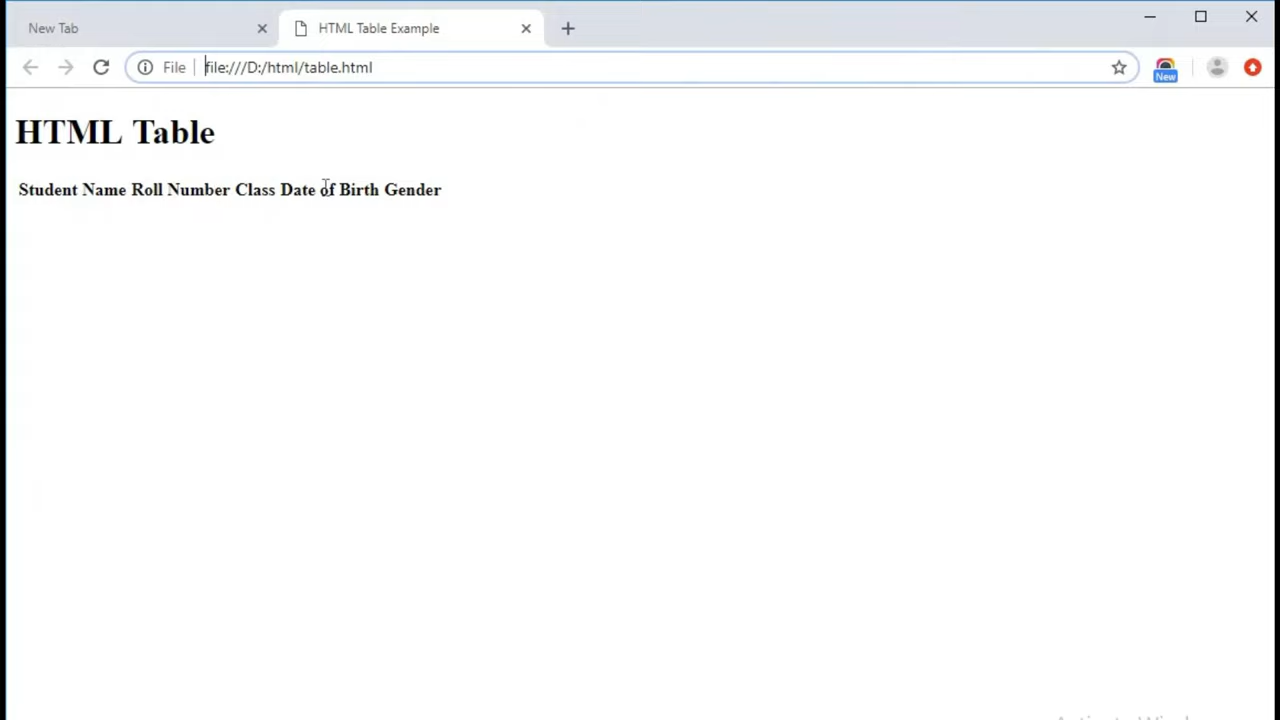 New Tab
HTML Table Example
File
file:///D:/html/table.html
New
HTML Table
Student Name Roll Number Class Date of Birth Gender